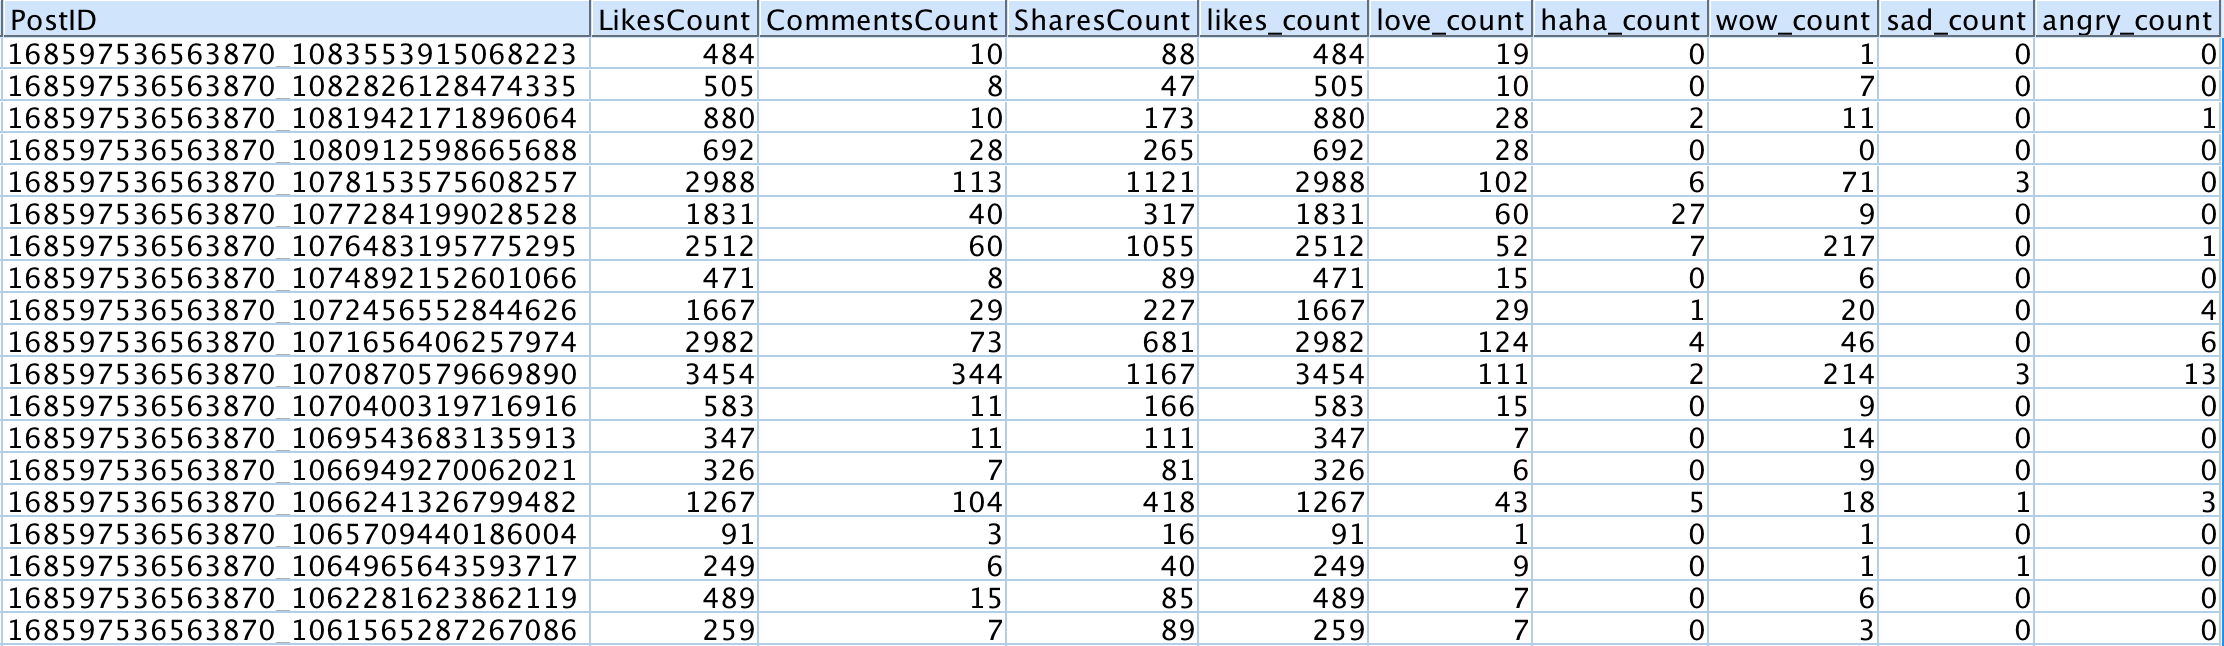 PostID LikesCount CommentsCount SharesCount likes_count love_count haha_count wow_count sad_count angry_count
168597536563870_1083553915068223 484 10 88 484 19 0 1 0 0
168597536563870_1082826128474335 505 8 47 505 10 0 7 0 0
168597536563870_1081942171896064 880 10 173 880 28 2 11 0 1
168597536563870_1080912598665688 692 28 265 692 28 0 0 0 0
168597536563870_1078153575608257 2988 113 1121 2988 102 6 71 3 0
168597536563870_1077284199028528 1831 40 317 1831 60 27 9 0 0
168597536563870_1076483195775295 2512 60 1055 2512 52 7 217 0 1
168597536563870_1074892152601066 471 8 89 471 15 0 6 0 0
168597536563870_1072456552844626 1667 29 227 1667 29 1 20 0 4
168597536563870_1071656406257974 2982 73 681 2982 124 4 46 0 6
168597536563870_1070870579669890 3454 344 1167 3454 111 2 214 3 13
168597536563870_1070400319716916 583 11 166 583 15 0 9 0 0
168597536563870_1069543683135913 347 11 111 347 7 0 14 0 0
168597536563870_1066949270062021 326 7 81 326 6 0 9 0 0
168597536563870_1066241326799482 1267 104 418 1267 43 5 18 1 3
168597536563870_1065709440186004 91 3 16 91 1 0 1 0 0
168597536563870_1064965643593717 249 6 40 249 9 0 1 1 0
168597536563870_1062281623862119 489 15 85 489 7 0 6 0 0
168597536563870_1061565287267086 259 7 89 259 7 0 3 0 0